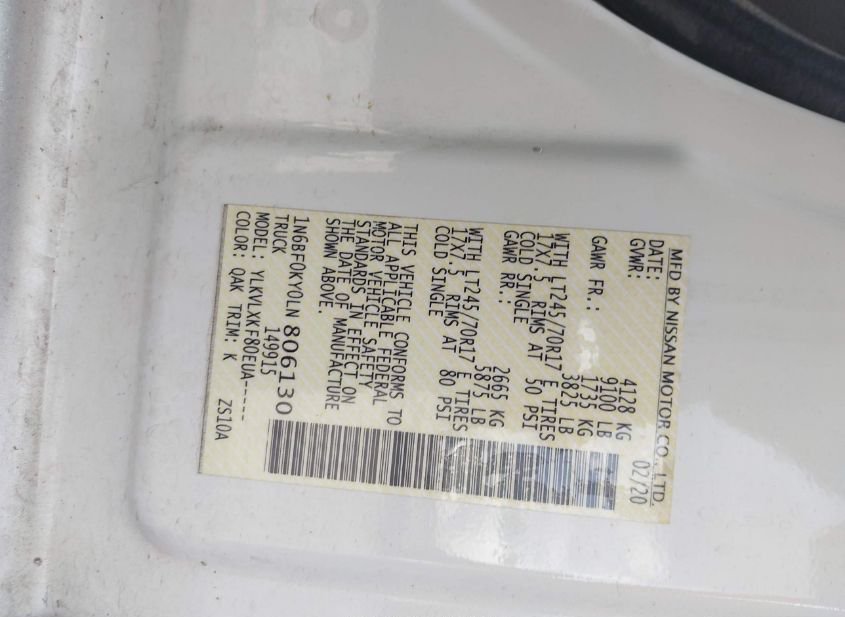 MFD BY NISSAN MOTOR CO., LTD.
DATE: 02/20
GVWR: 4128 KG
9100 LB
GAWR FR.: 1735 KG
3825 LB
WITH LT245/70R17 E TIRES
17X7.5 RIMS AT 50 PSI
COLD SINGLE
GAWR RR.: 2665 KG
5875 LB
WITH LT245/70R17 E TIRES
17X7.5 RIMS AT 80 PSI
COLD SINGLE
THIS VEHICLE CONFORMS TO
ALL APPLICABLE FEDERAL
MOTOR VEHICLE SAFETY
STANDARDS IN EFFECT ON
THE DATE OF MANUFACTURE
SHOWN ABOVE.
1N6BF0KY0LN 806130
TRUCK 149915
MODEL: YLKVLXKF80EUA-----
COLOR: QAK TRIM: K ZS10A